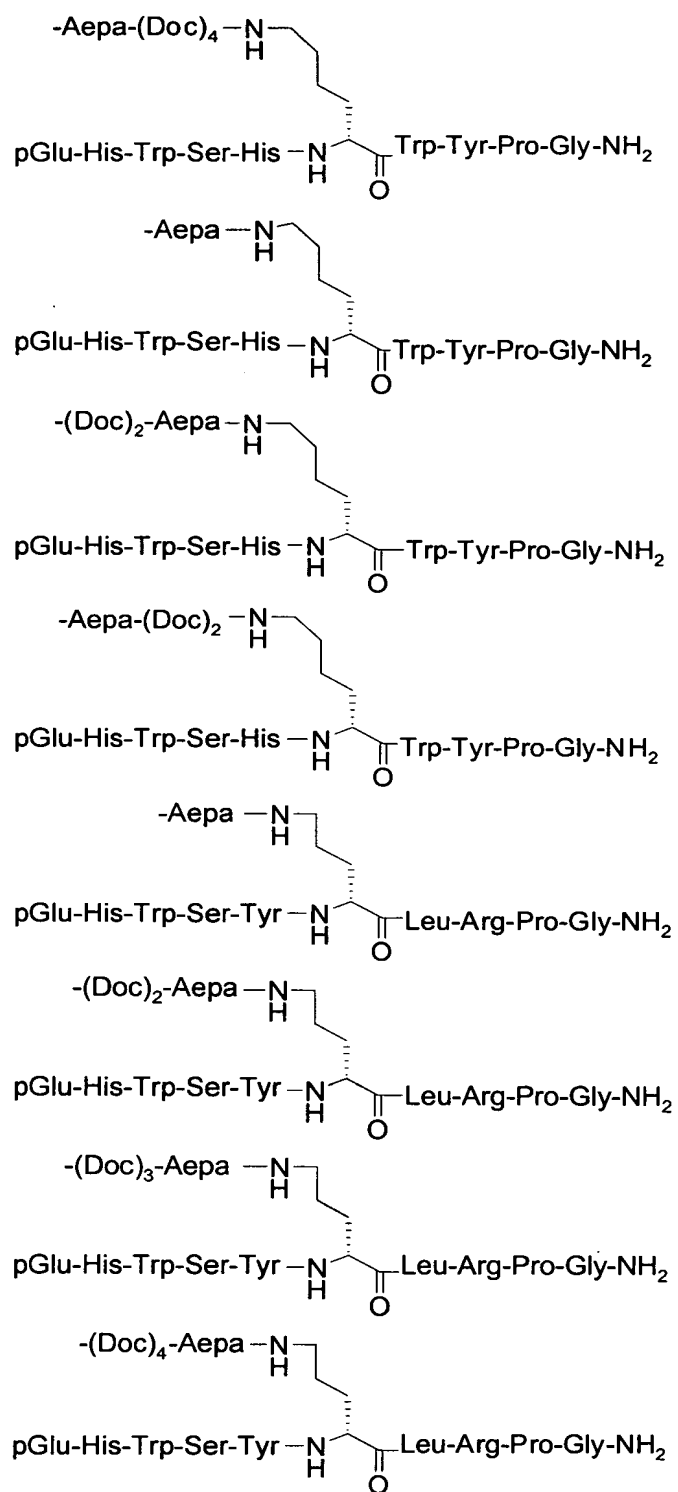 -Aepa-(Doc)₄-N
H
pGlu-His-Trp-Ser-His-N
H
O
Trp-Tyr-Pro-Gly-NH₂
-Aepa-N
H
pGlu-His-Trp-Ser-His-N
H
O
Trp-Tyr-Pro-Gly-NH₂
-(Doc)₂-Aepa-N
H
pGlu-His-Trp-Ser-His-N
H
O
Trp-Tyr-Pro-Gly-NH₂
-Aepa-(Doc)₂-N
H
pGlu-His-Trp-Ser-His-N
H
O
Trp-Tyr-Pro-Gly-NH₂
-Aepa-N
H
pGlu-His-Trp-Ser-Tyr-N
H
O
Leu-Arg-Pro-Gly-NH₂
-(Doc)₂-Aepa-N
H
pGlu-His-Trp-Ser-Tyr-N
H
O
Leu-Arg-Pro-Gly-NH₂
-(Doc)₃-Aepa-N
H
pGlu-His-Trp-Ser-Tyr-N
H
O
Leu-Arg-Pro-Gly-NH₂
-(Doc)₄-Aepa-N
H
pGlu-His-Trp-Ser-Tyr-N
H
O
Leu-Arg-Pro-Gly-NH₂